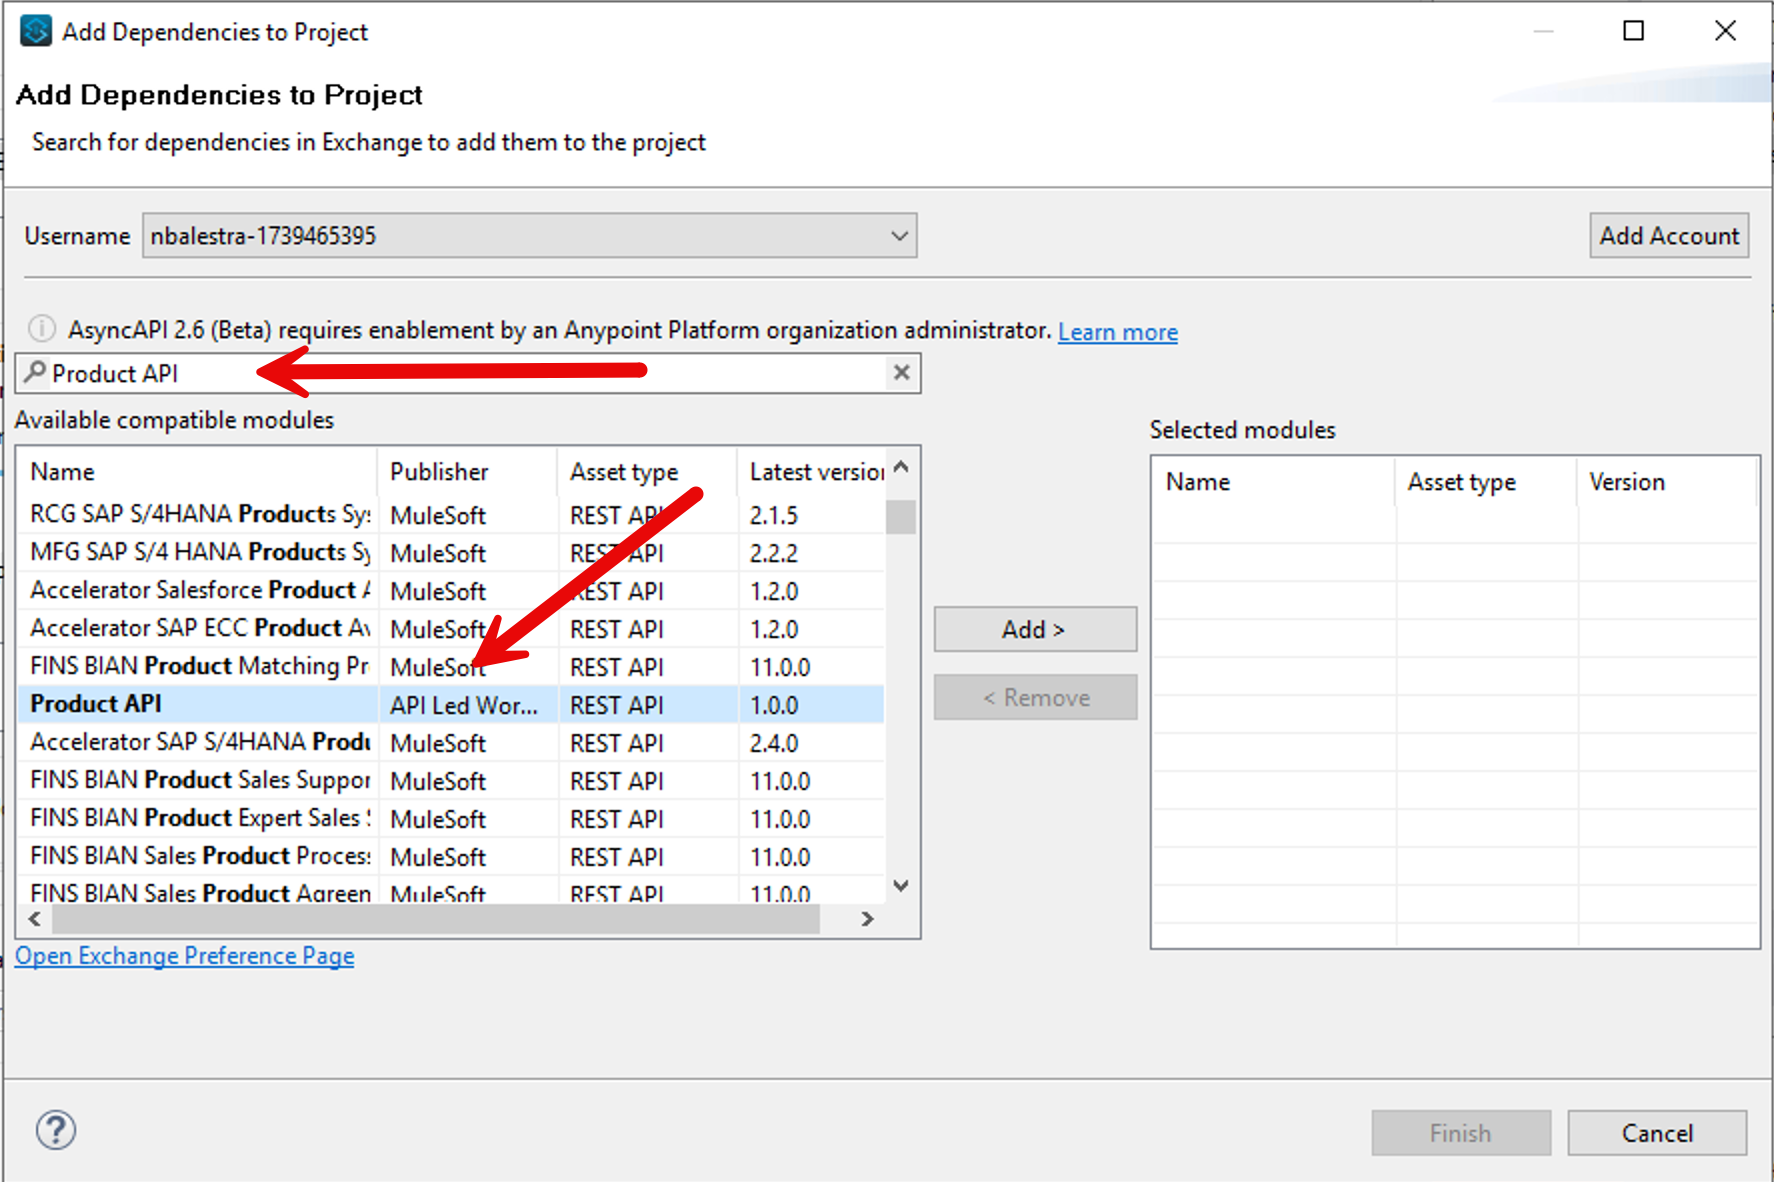 Add Dependencies to Project
Add Dependencies to Project
Search for dependencies in Exchange to add them to the project
Username nbalestra-1739465395 Add Account
AsyncAPI 2.6 (Beta) requires enablement by an Anypoint Platform organization administrator. Learn more
Product API
Available compatible modules
Name Publisher Asset type Latest version
RCG SAP S/4HANA Products Sys MuleSoft REST API 2.1.5
MFG SAP S/4 HANA Products Sy MuleSoft REST API 2.2.2
Accelerator Salesforce Product A MuleSoft REST API 1.2.0
Accelerator SAP ECC Product Av MuleSoft REST API 1.2.0
FINS BIAN Product Matching Pr MuleSoft REST API 11.0.0
Product API API Led Wor... REST API 1.0.0
Accelerator SAP S/4HANA Produ MuleSoft REST API 2.4.0
FINS BIAN Product Sales Suppor MuleSoft REST API 11.0.0
FINS BIAN Product Expert Sales S MuleSoft REST API 11.0.0
FINS BIAN Sales Product Process MuleSoft REST API 11.0.0
FINS BIAN Sales Product Agreen MuleSoft REST API 11.0.0
Open Exchange Preference Page
Add >
< Remove
Selected modules
Name Asset type Version
Finish Cancel